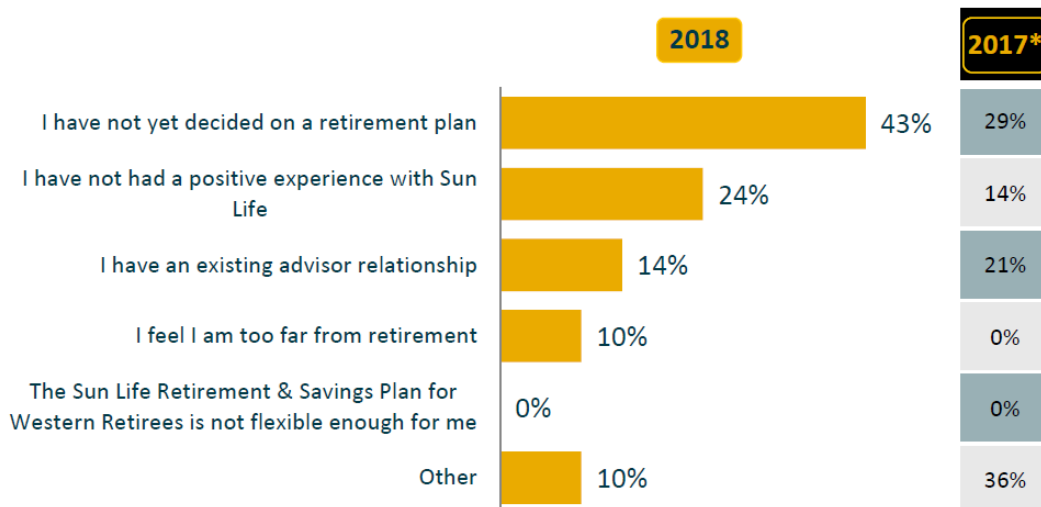 2018
2017*
I have not yet decided on a retirement plan
43%
29%
I have not had a positive experience with Sun
Life
24%
14%
I have an existing advisor relationship
14%
21%
I feel I am too far from retirement
10%
0%
The Sun Life Retirement & Savings Plan for
Western Retirees is not flexible enough for me
0%
0%
Other
10%
36%